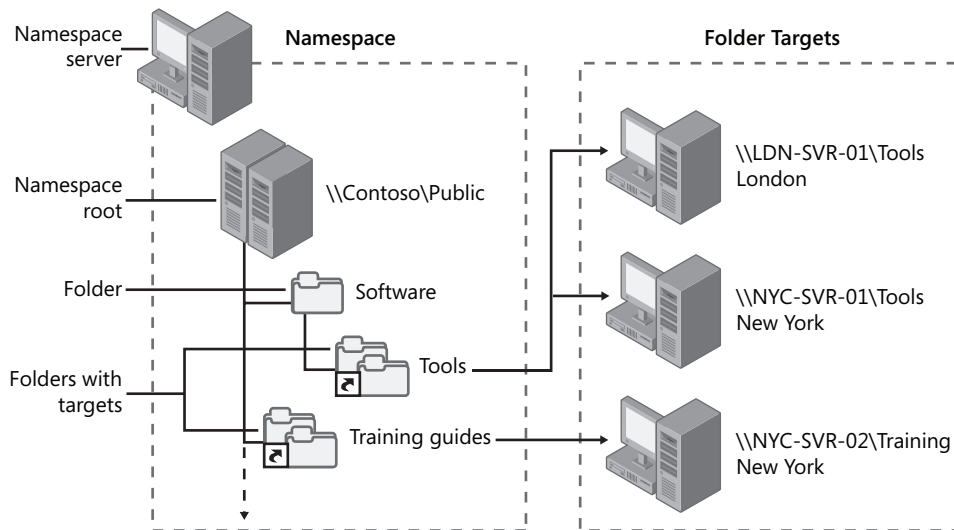 Namespace
server
Namespace
Folder Targets
Namespace
root
\\Contoso\Public
\\LDN-SVR-01\Tools
London
Folder
Software
\\NYC-SVR-01\Tools
New York
Folders with
targets
Tools
Training guides
\\NYC-SVR-02\Training
New York